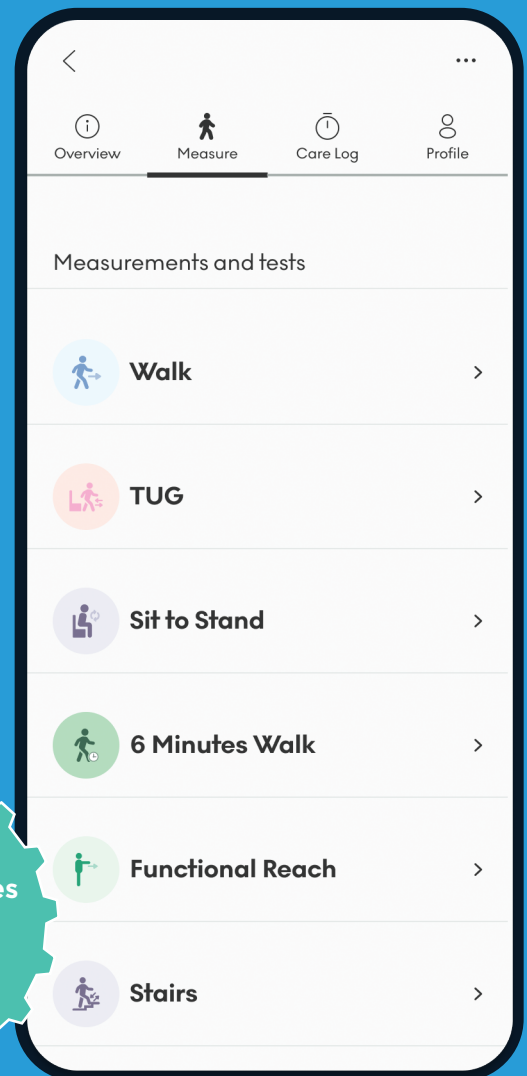 Overview Measure Care Log Profile
Measurements and tests
Walk
TUG
Sit to Stand
6 Minutes Walk
Functional Reach
Stairs